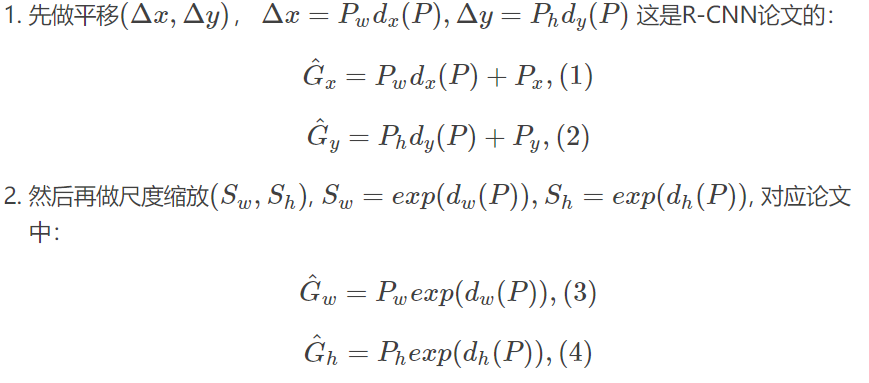 1. 先做平移(Δx, Δy)， Δx = P_w d_x(P), Δy = P_h d_y(P) 这是R-CNN论文的：
Ĝ_x = P_w d_x(P) + P_x, (1)
Ĝ_y = P_h d_y(P) + P_y, (2)
2. 然后再做尺度缩放(S_w, S_h), S_w = exp(d_w(P)), S_h = exp(d_h(P)), 对应论文
中：
Ĝ_w = P_w exp(d_w(P)), (3)
Ĝ_h = P_h exp(d_h(P)), (4)